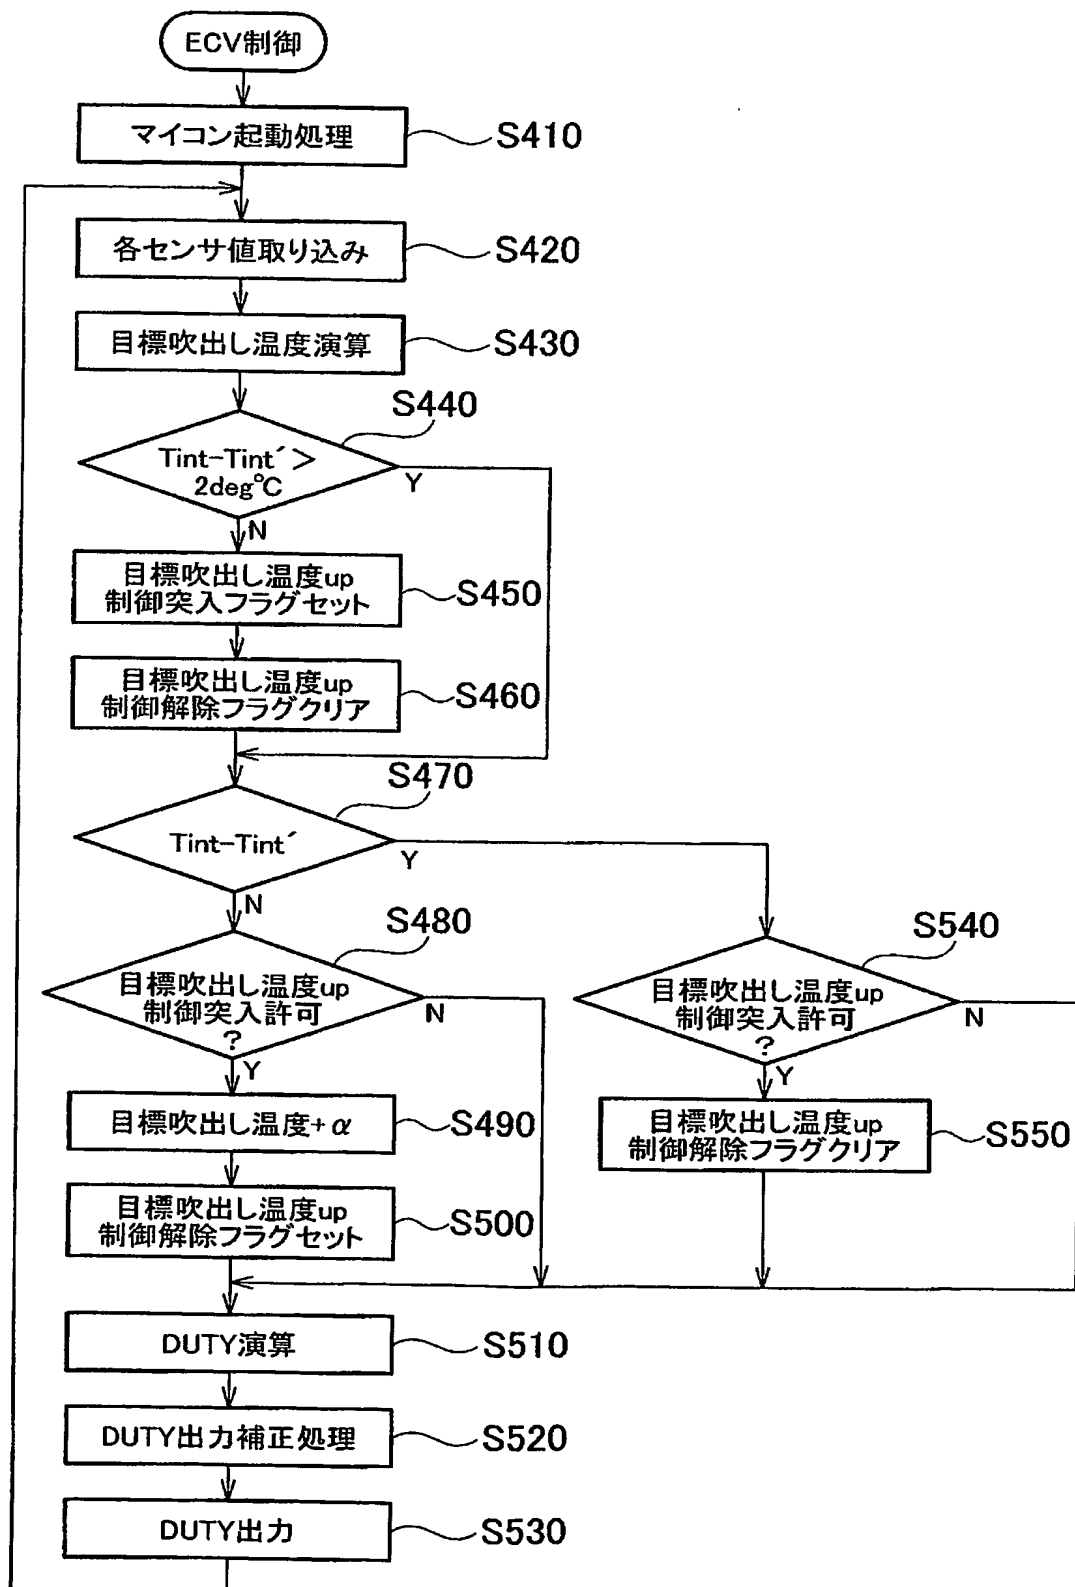 ECV制御
マイコン起動処理
S410
各センサ値取り込み
S420
目標吹出し温度演算
S430
S440
Tint-Tint´>
2deg℃
Y
N
目標吹出し温度up
制御突入フラグセット
S450
目標吹出し温度up
制御解除フラグクリア
S460
S470
Tint-Tint´
Y
N
S480
目標吹出し温度up
制御突入許可
?
N
Y
S540
目標吹出し温度up
制御突入許可
?
N
Y
目標吹出し温度+α
S490
目標吹出し温度up
制御解除フラグクリア
S550
目標吹出し温度up
制御解除フラグセット
S500
DUTY演算
S510
DUTY出力補正処理
S520
DUTY出力
S530